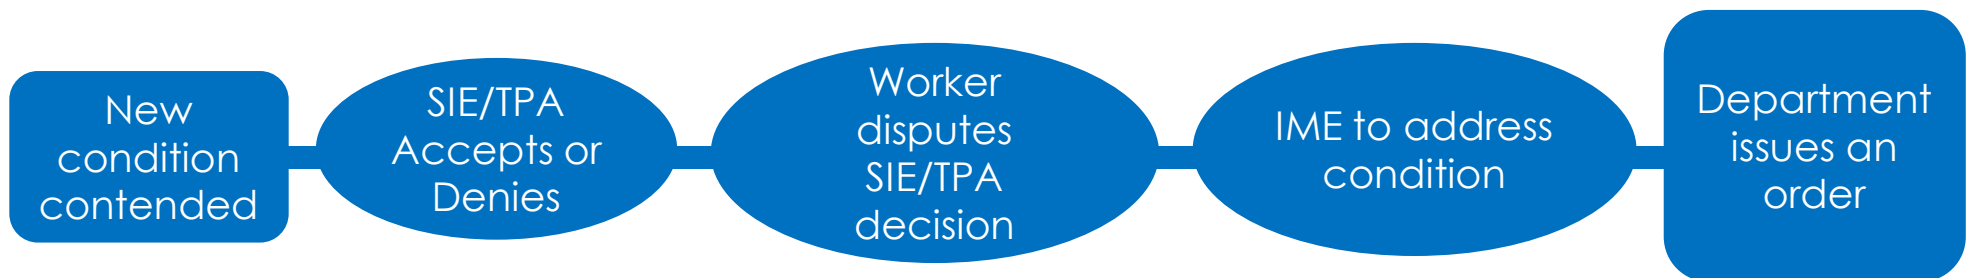 New
condition
contended
SIE/TPA
Accepts or
Denies
Worker
disputes
SIE/TPA
decision
IME to address
condition
Department
issues an
order